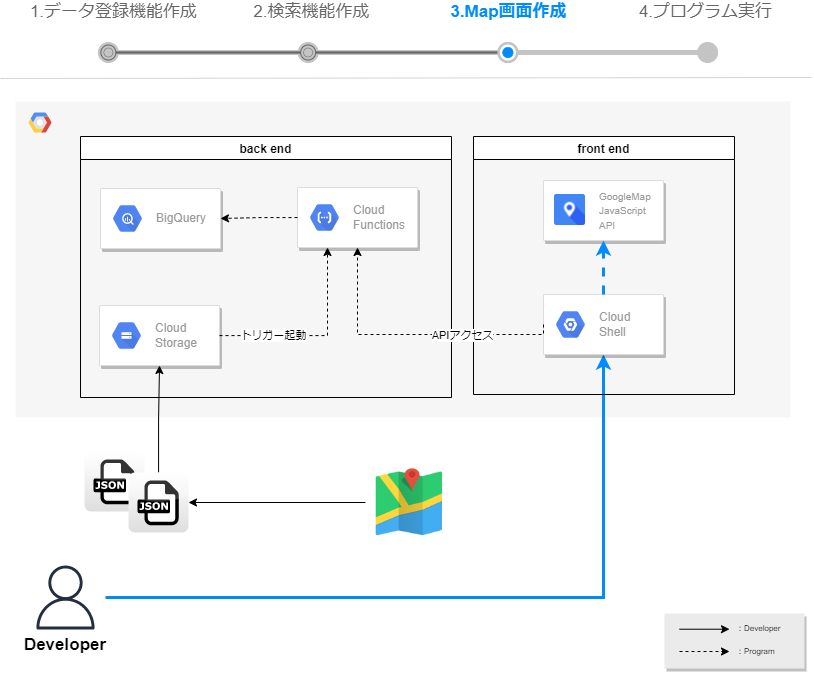 1.データ登録機能作成
2.検索機能作成
3.Map画面作成
4.プログラム実行
back end
front end
BigQuery
Cloud
Functions
GoogleMap
JavaScript
API
Cloud
Storage
トリガー起動
APIアクセス
Cloud
Shell
JSON
JSON
Developer
: Developer
: Program